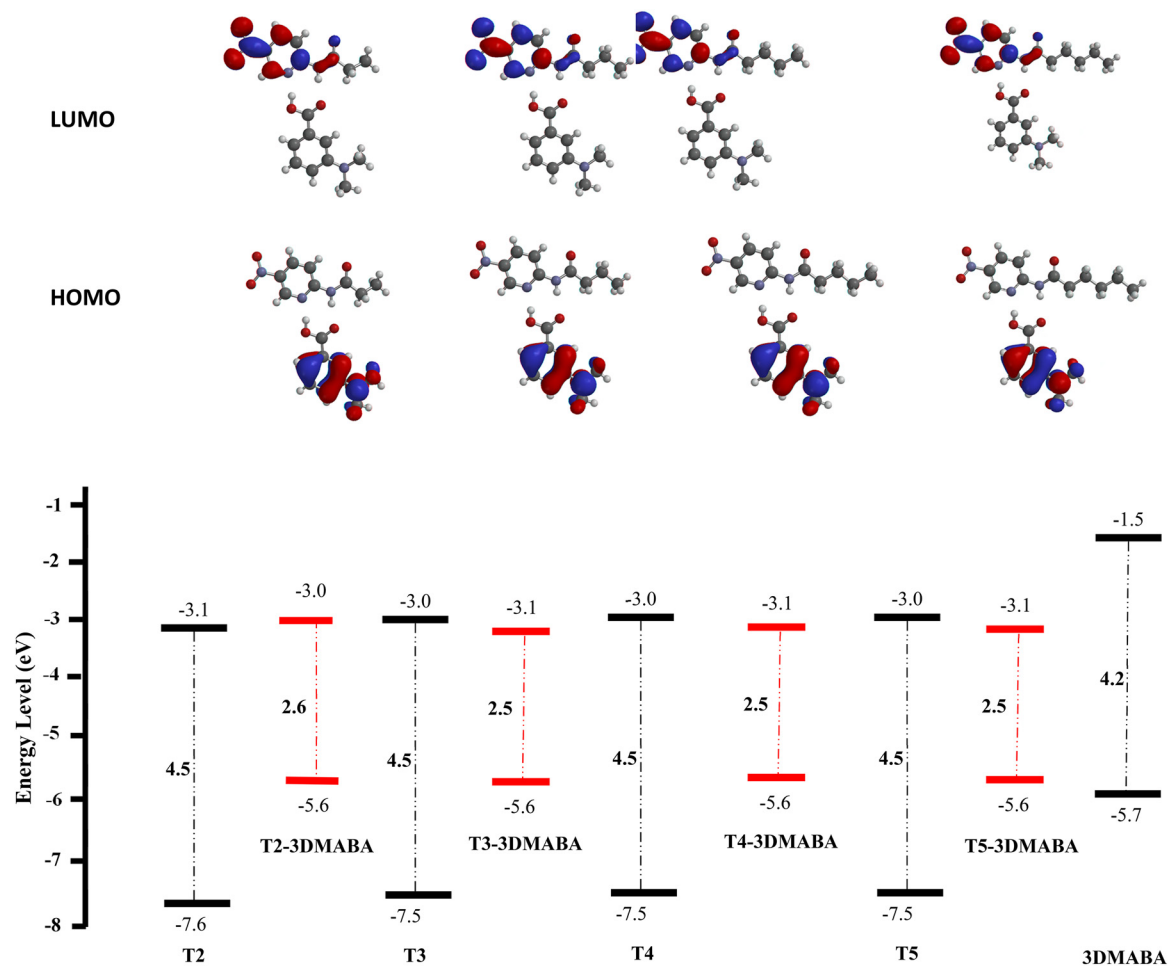 LUMO
HOMO
Energy Level (eV)
-1
-2
-3
-4
-5
-6
-7
-8
-3.1
4.5
-7.6
T2
-3.0
2.6
-5.6
T2-3DMABA
-3.0
4.5
-7.5
T3
-3.1
2.5
-5.6
T3-3DMABA
-3.0
4.5
-7.5
T4
-3.1
2.5
-5.6
T4-3DMABA
-3.0
4.5
-7.5
T5
-3.1
2.5
-5.6
T5-3DMABA
-1.5
4.2
-5.7
3DMABA